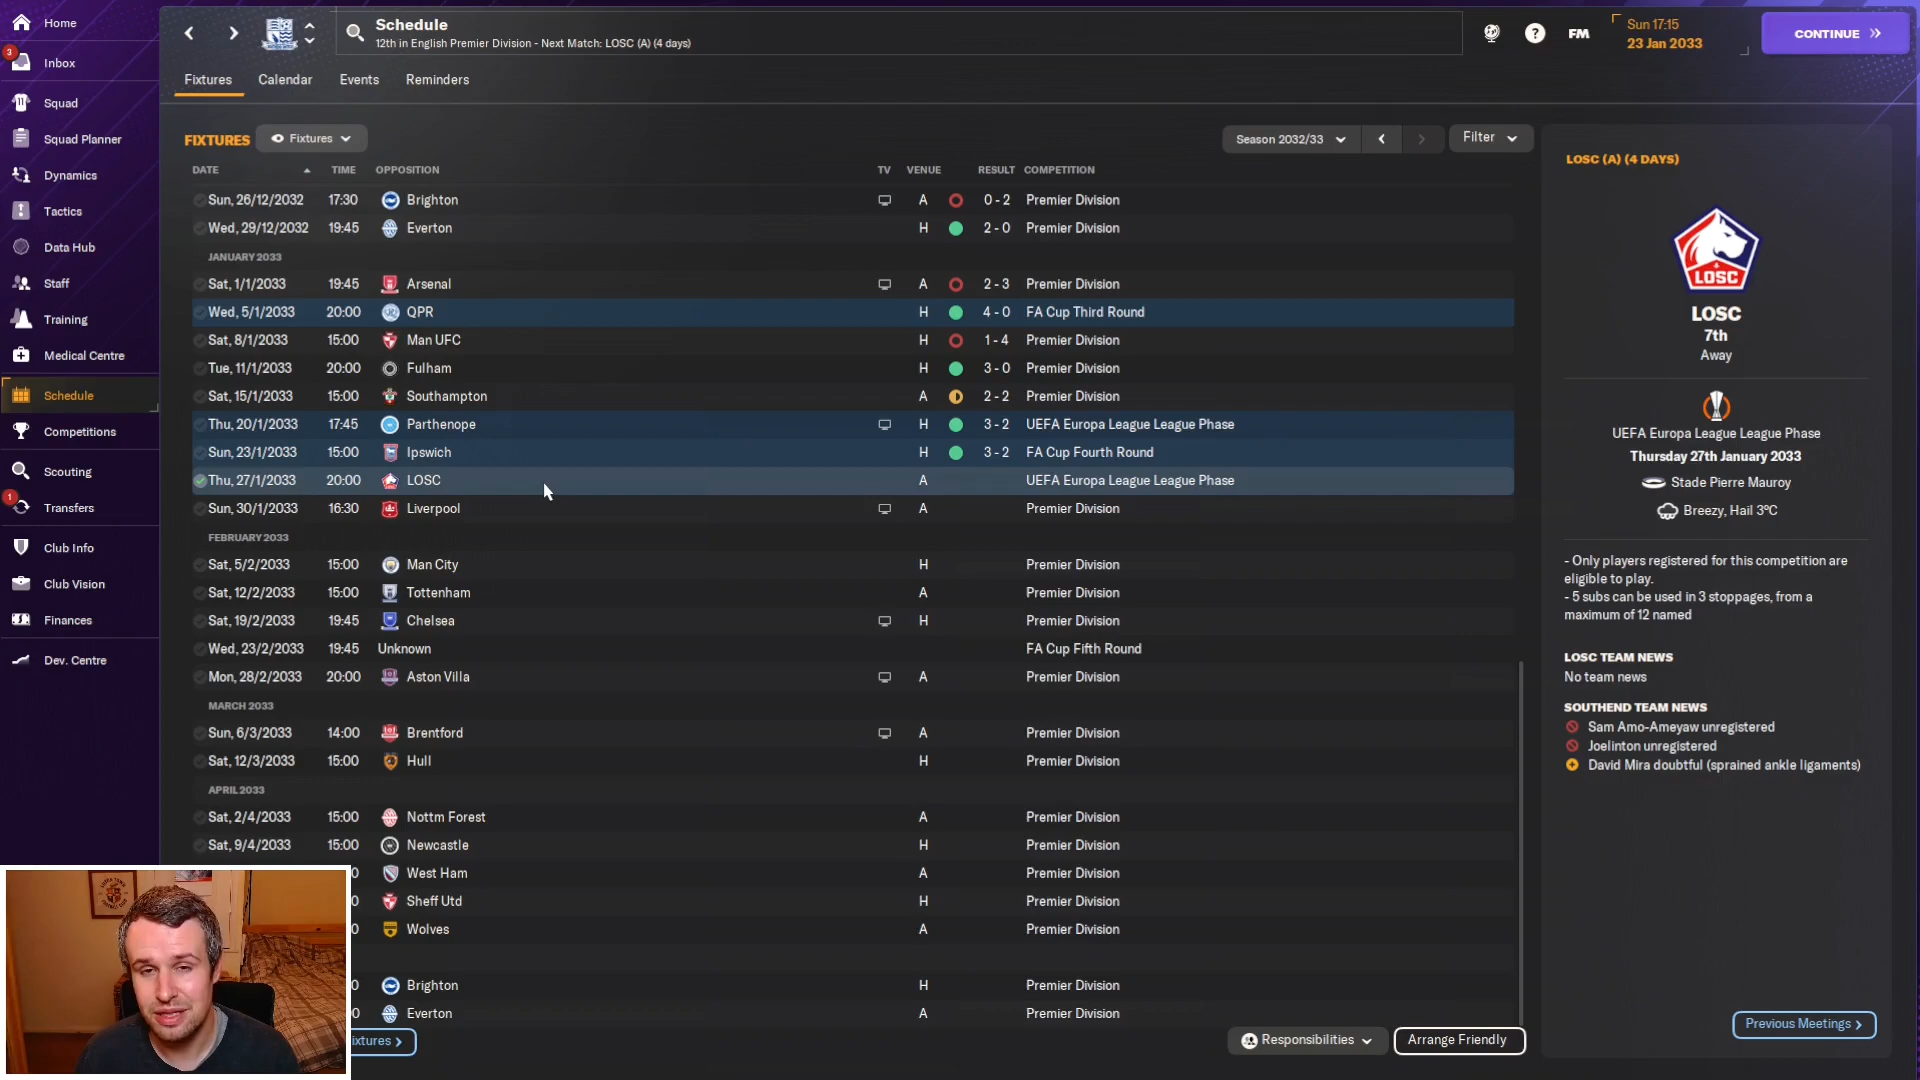 Home
Schedule
12th in English Premier Division - Next Match: LOSC (A) (4 days)
FM
Sun 17:15
23 Jan 2033
CONTINUE
3
Inbox
Squad
Squad Planner
Dynamics
Tactics
Data Hub
Staff
Training
Medical Centre
Schedule
Competitions
Scouting
1
Transfers
Club Info
Club Vision
Finances
Dev. Centre
Fixtures Calendar Events Reminders
FIXTURES Fixtures Season 2032/33 Filter
DATE TIME OPPOSITION TV VENUE RESULT COMPETITION
Sun, 26/12/2032 17:30 Brighton A 0 - 2 Premier Division
Wed, 29/12/2032 19:45 Everton H 2 - 0 Premier Division
JANUARY 2033
Sat, 1/1/2033 19:45 Arsenal A 2 - 3 Premier Division
Wed, 5/1/2033 20:00 QPR H 4 - 0 FA Cup Third Round
Sat, 8/1/2033 15:00 Man UFC H 1 - 4 Premier Division
Tue, 11/1/2033 20:00 Fulham H 3 - 0 Premier Division
Sat, 15/1/2033 15:00 Southampton A 2 - 2 Premier Division
Thu, 20/1/2033 17:45 Parthenope H 3 - 2 UEFA Europa League League Phase
Sun, 23/1/2033 15:00 Ipswich H 3 - 2 FA Cup Fourth Round
Thu, 27/1/2033 20:00 LOSC A UEFA Europa League League Phase
Sun, 30/1/2033 16:30 Liverpool A Premier Division
FEBRUARY 2033
Sat, 5/2/2033 15:00 Man City H Premier Division
Sat, 12/2/2033 15:00 Tottenham A Premier Division
Sat, 19/2/2033 19:45 Chelsea H Premier Division
Wed, 23/2/2033 19:45 Unknown FA Cup Fifth Round
Mon, 28/2/2033 20:00 Aston Villa A Premier Division
MARCH 2033
Sun, 6/3/2033 14:00 Brentford A Premier Division
Sat, 12/3/2033 15:00 Hull H Premier Division
APRIL 2033
Sat, 2/4/2033 15:00 Nottm Forest A Premier Division
Sat, 9/4/2033 15:00 Newcastle H Premier Division
0 West Ham A Premier Division
0 Sheff Utd H Premier Division
0 Wolves A Premier Division
0 Brighton H Premier Division
0 Everton A Premier Division
ixtures
Responsibilities
Arrange Friendly
LOSC (A) (4 DAYS)
LOSC
LOSC
7th
Away
UEFA Europa League League Phase
Thursday 27th January 2033
Stade Pierre Mauroy
Breezy, Hail 3ºC
- Only players registered for this competition are
eligible to play.
- 5 subs can be used in 3 stoppages, from a
maximum of 12 named
LOSC TEAM NEWS
No team news
SOUTHEND TEAM NEWS
Sam Amo-Ameyaw unregistered
Joelinton unregistered
David Mira doubtful (sprained ankle ligaments)
Previous Meetings